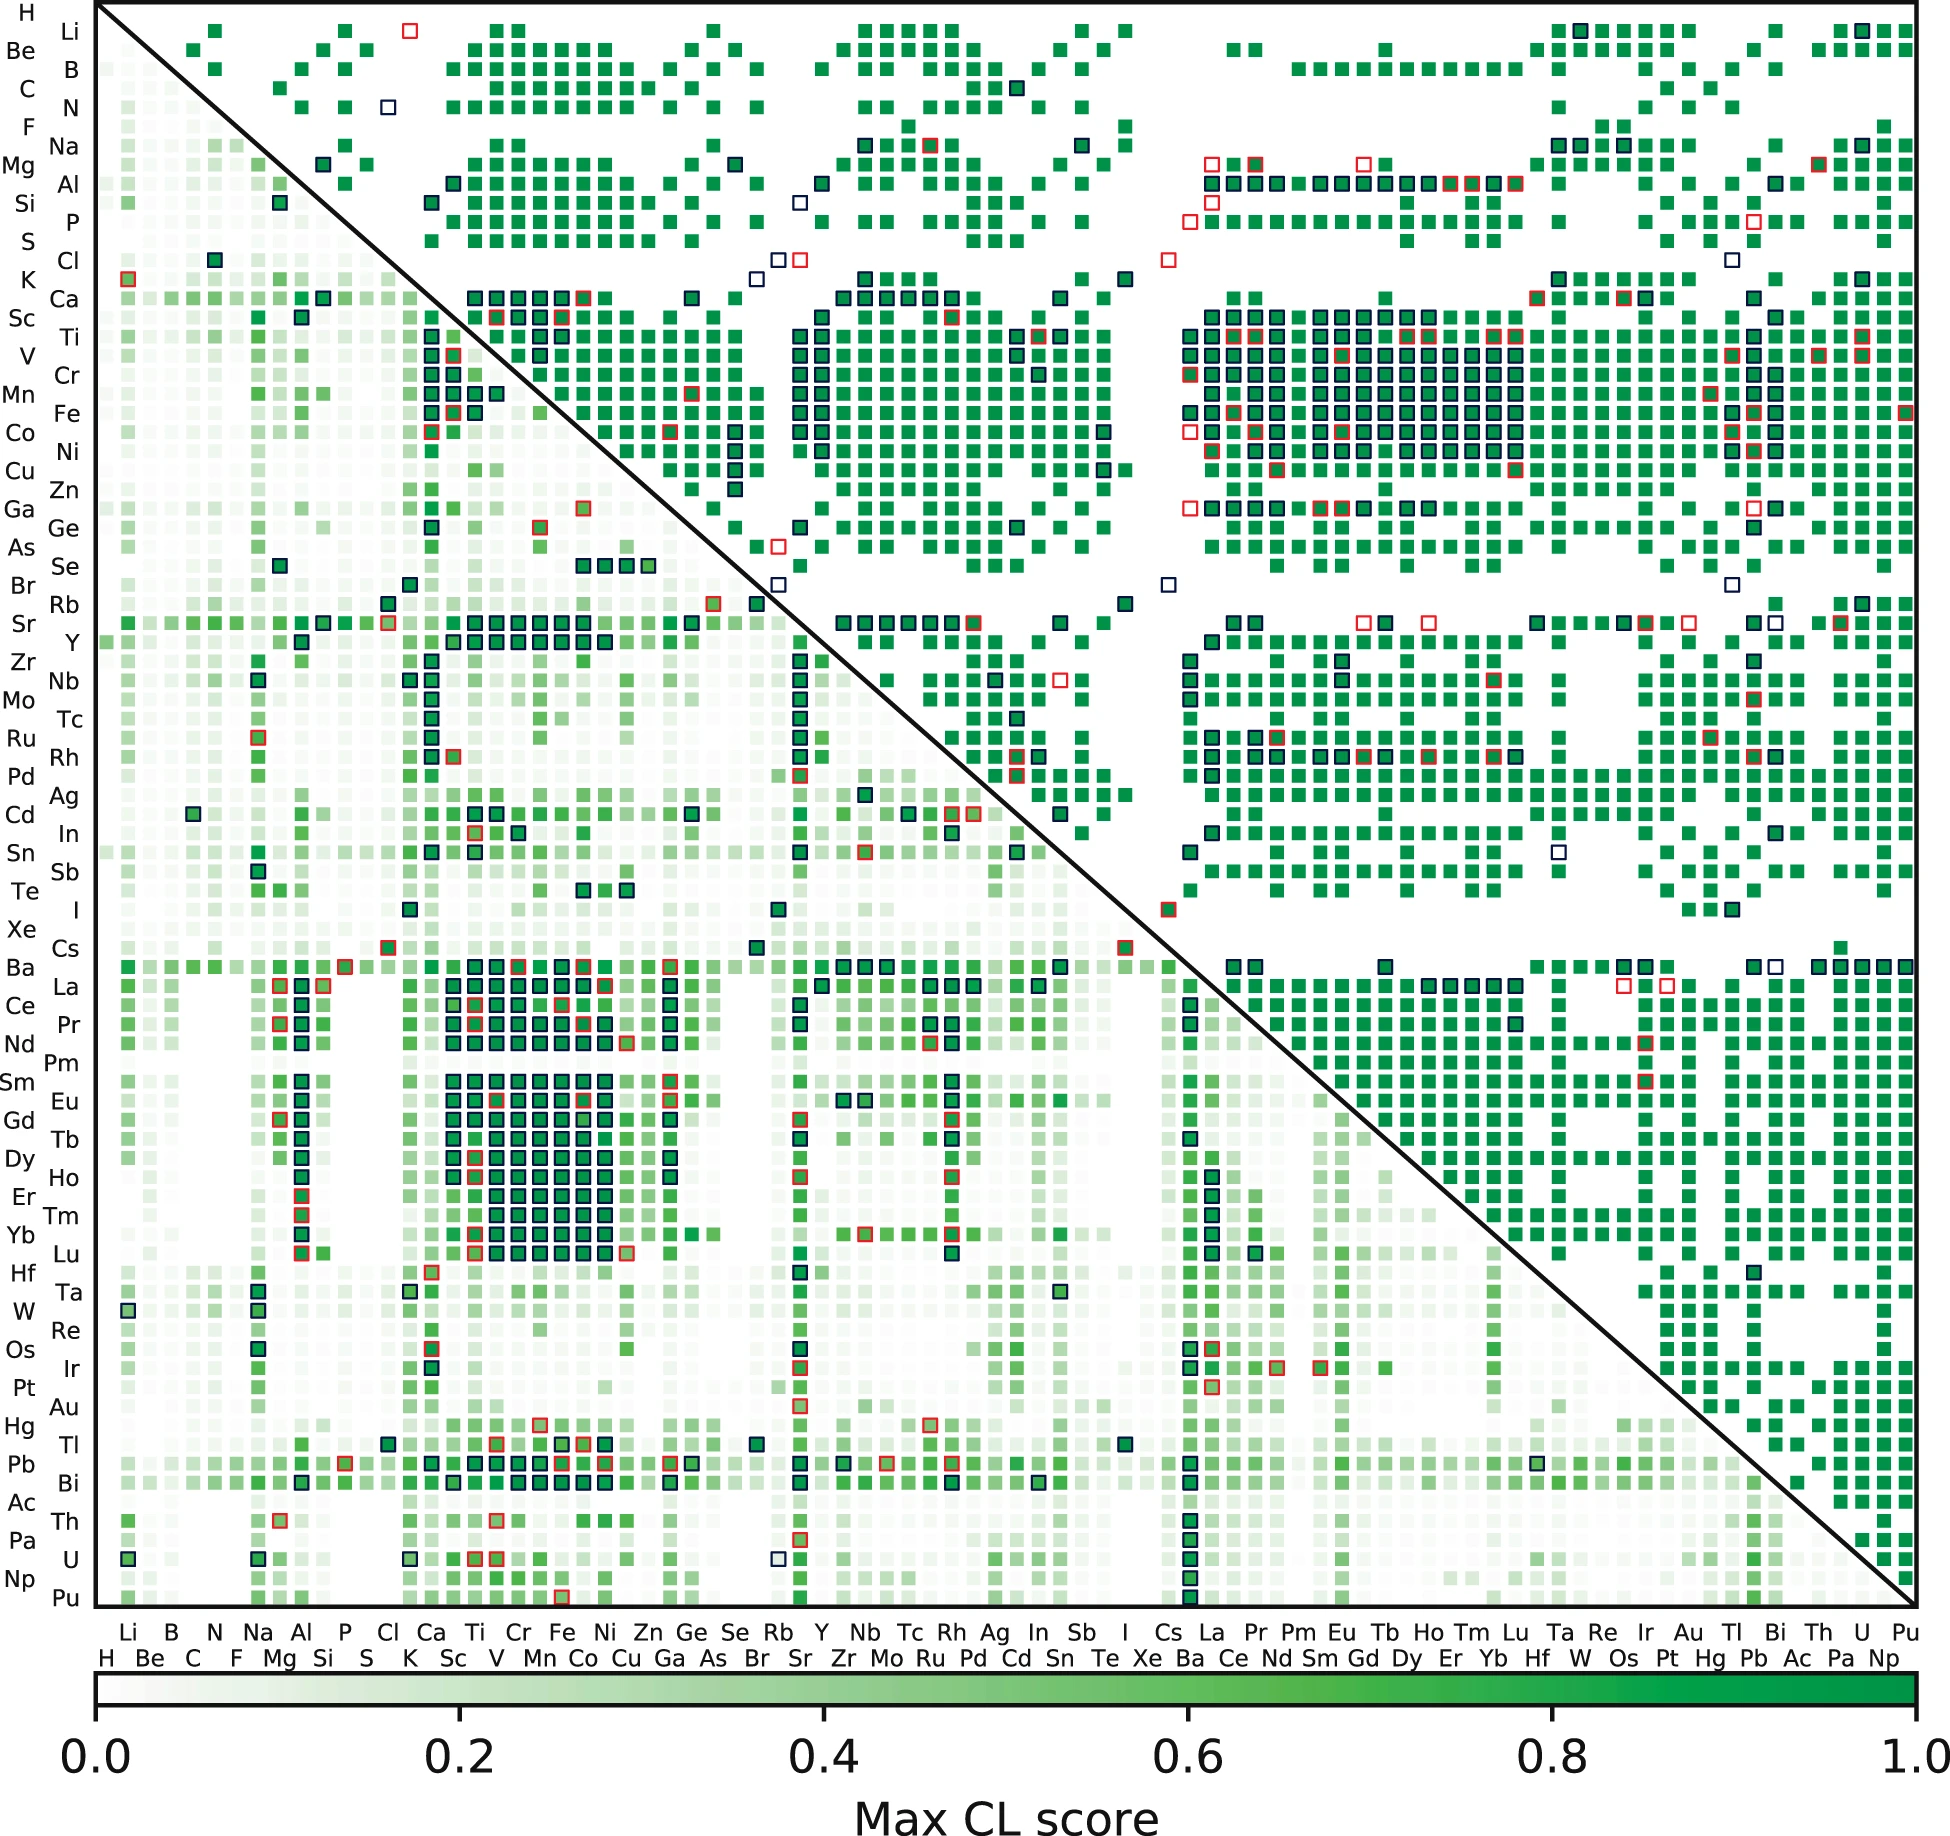 H
Li
Be
B
C
N
F
Na
Mg
Al
Si
P
S
Cl
K
Ca
Sc
Ti
V
Cr
Mn
Fe
Co
Ni
Cu
Zn
Ga
Ge
As
Se
Br
Rb
Sr
Y
Zr
Nb
Mo
Tc
Ru
Rh
Pd
Ag
Cd
In
Sn
Sb
Te
I
Xe
Cs
Ba
La
Ce
Pr
Nd
Pm
Sm
Eu
Gd
Tb
Dy
Ho
Er
Tm
Yb
Lu
Hf
Ta
W
Re
Os
Ir
Pt
Au
Hg
Tl
Pb
Bi
Ac
Th
Pa
U
Np
Pu
Li B N Na Al P Cl Ca Ti Cr Fe Ni Zn Ge Se Rb Y Nb Tc Rh Ag In Sb I Cs La Pr Pm Eu Tb Ho Tm Lu Ta Re Ir Au Tl Bi Th U Pu
H Be C F Mg Si S K Sc V Mn Co Cu Ga As Br Sr Zr Mo Ru Pd Cd Sn Te Xe Ba Ce Nd Sm Gd Dy Er Yb Hf W Os Pt Hg Pb Ac Pa Np
0.0 0.2 0.4 0.6 0.8 1.0
Max CL score